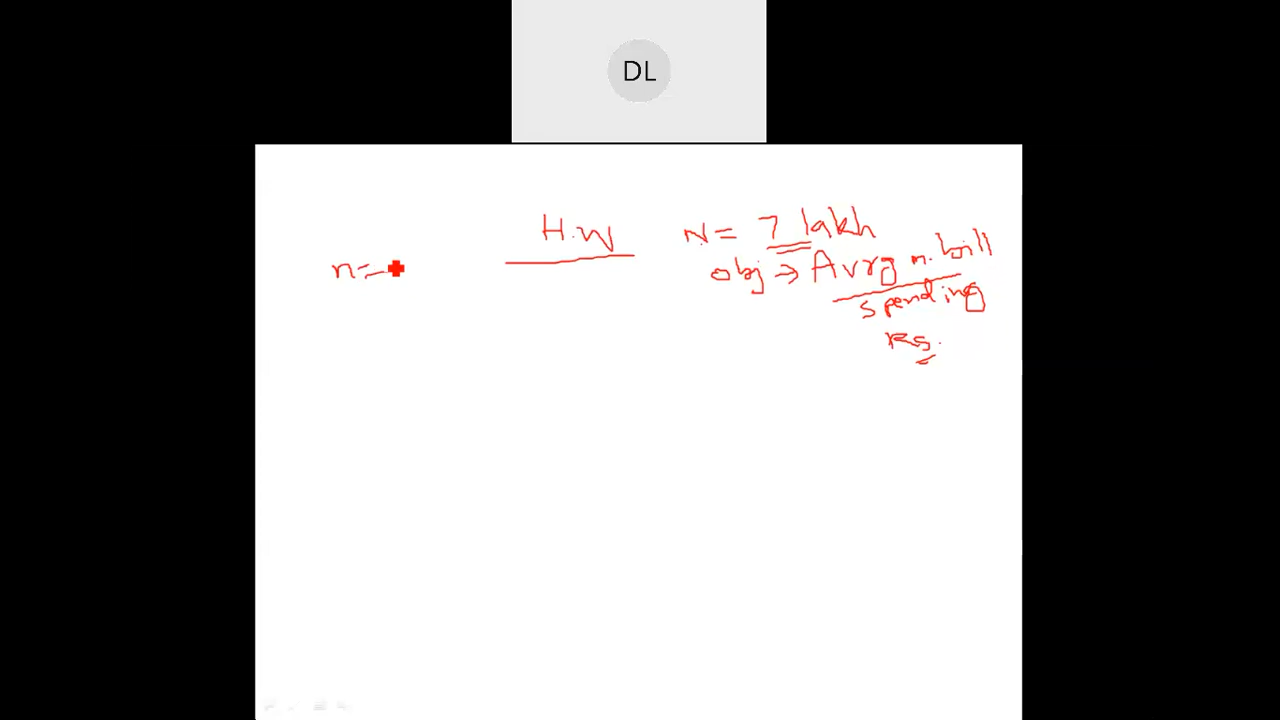 DL
H.W
N = 7 lakh
n =
obj ⇒ Avrg m. bill
spending
Rs.